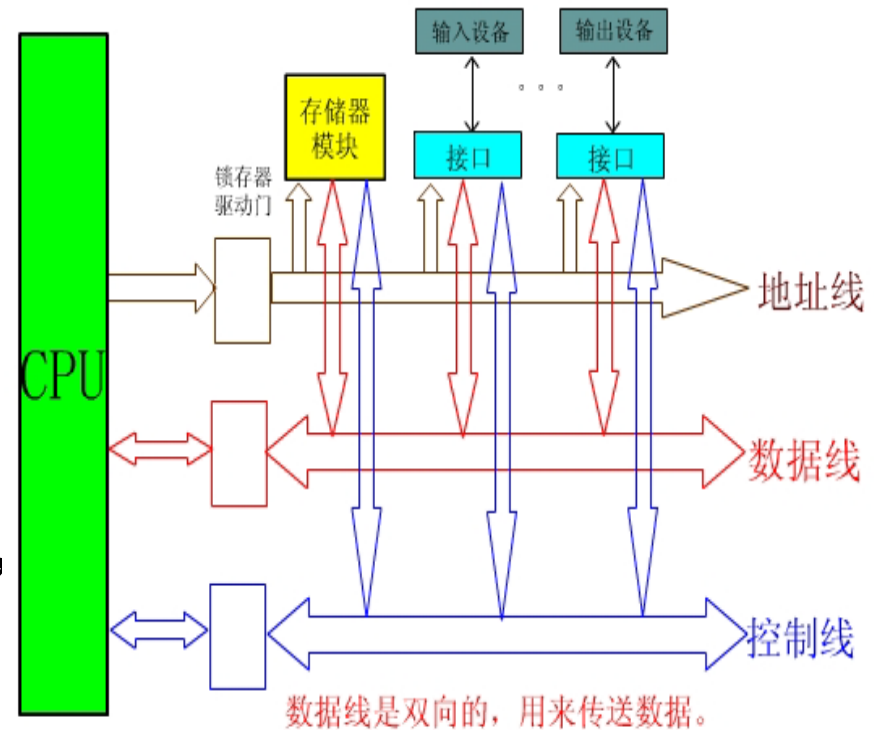 输入设备
输出设备
存储器
模块
接口
接口
锁存器
驱动门
地址线
CPU
数据线
控制线
数据线是双向的，用来传送数据。